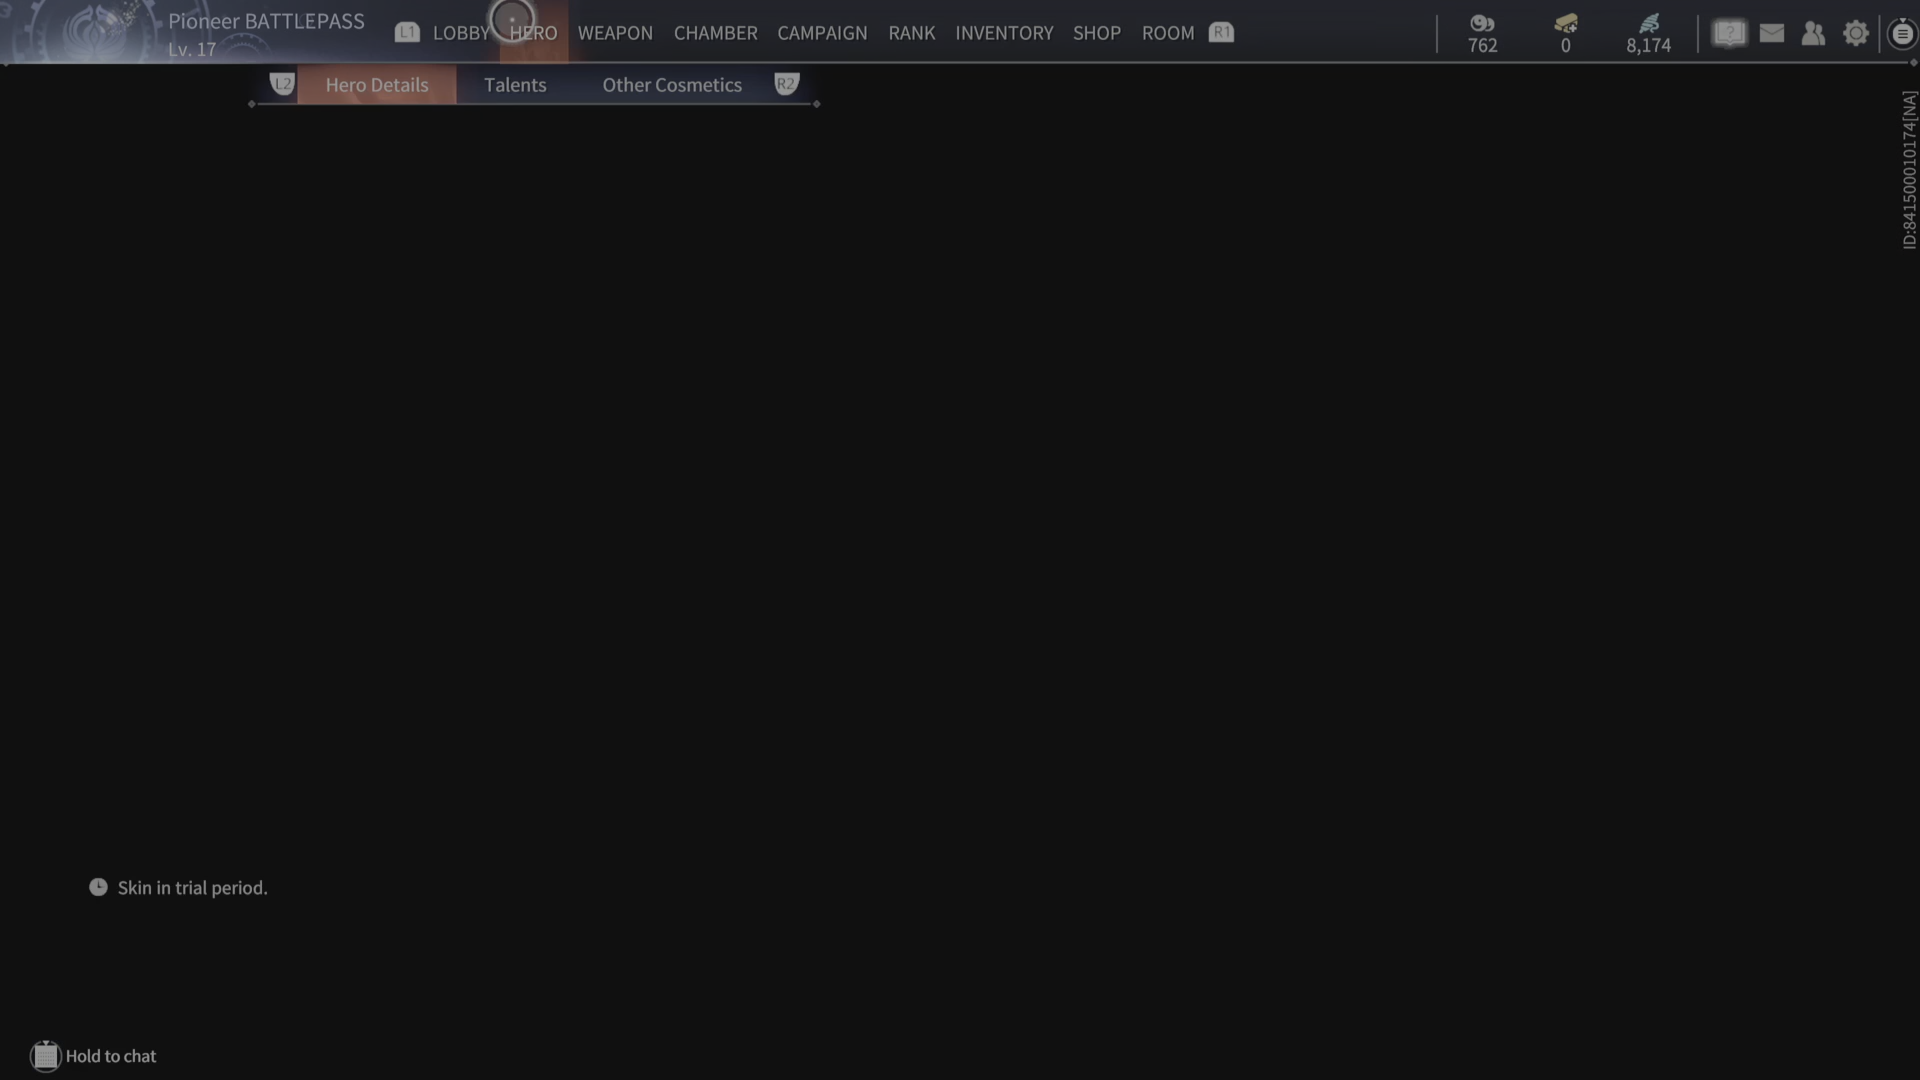 Pioneer BATTLEPASS
Lv. 17
L1 LOBBY HERO WEAPON CHAMBER CAMPAIGN RANK INVENTORY SHOP ROOM R1
762 0 8,174
L2 Hero Details Talents Other Cosmetics R2
ID:841500010174[NA]
Skin in trial period.
Hold to chat